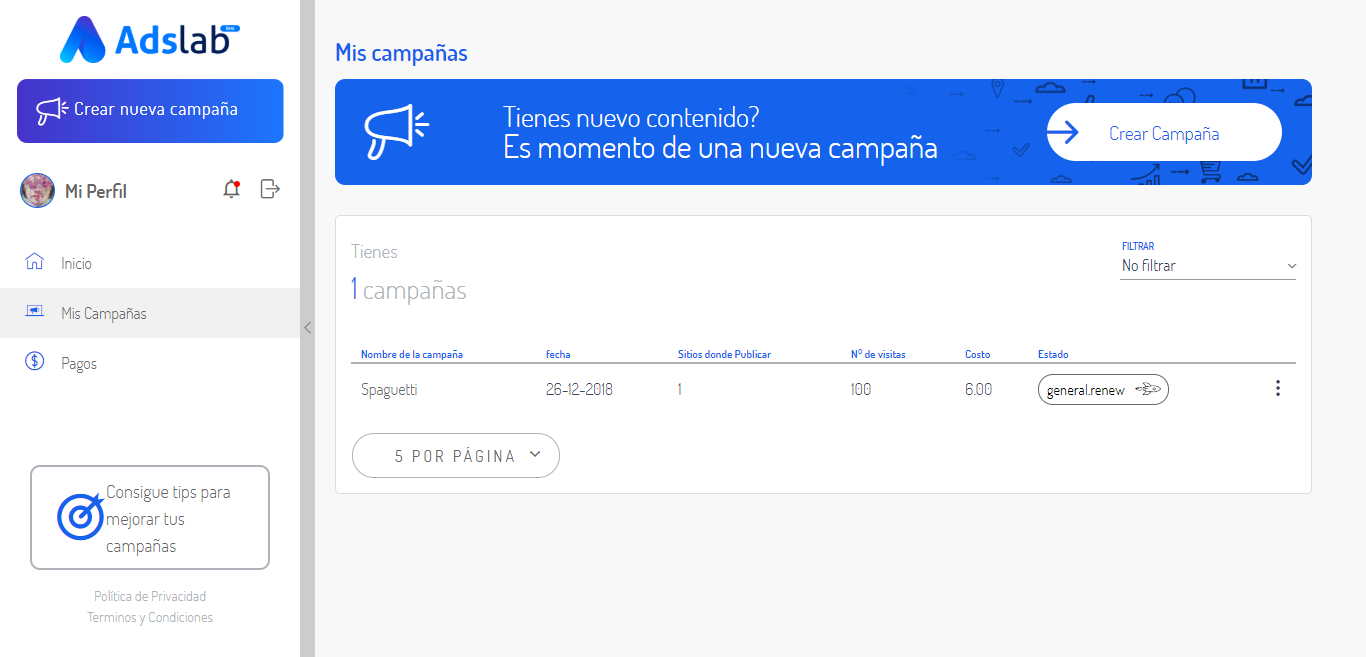 Adslab
Beta
Crear nueva campaña
Mi Perfil
Inicio
Mis Campañas
Pagos
Consigue tips para
mejorar tus
campañas
Política de Privacidad
Terminos y Condiciones
Mis campañas
Tienes nuevo contenido?
Es momento de una nueva campaña
Crear Campaña
Tienes
1 campañas
FILTRAR
No filtrar
Nombre de la campaña fecha Sitios donde Publicar N° de visitas Costo Estado
Spaguetti 26-12-2018 1 100 6.00 general.renew
5 POR PÁGINA